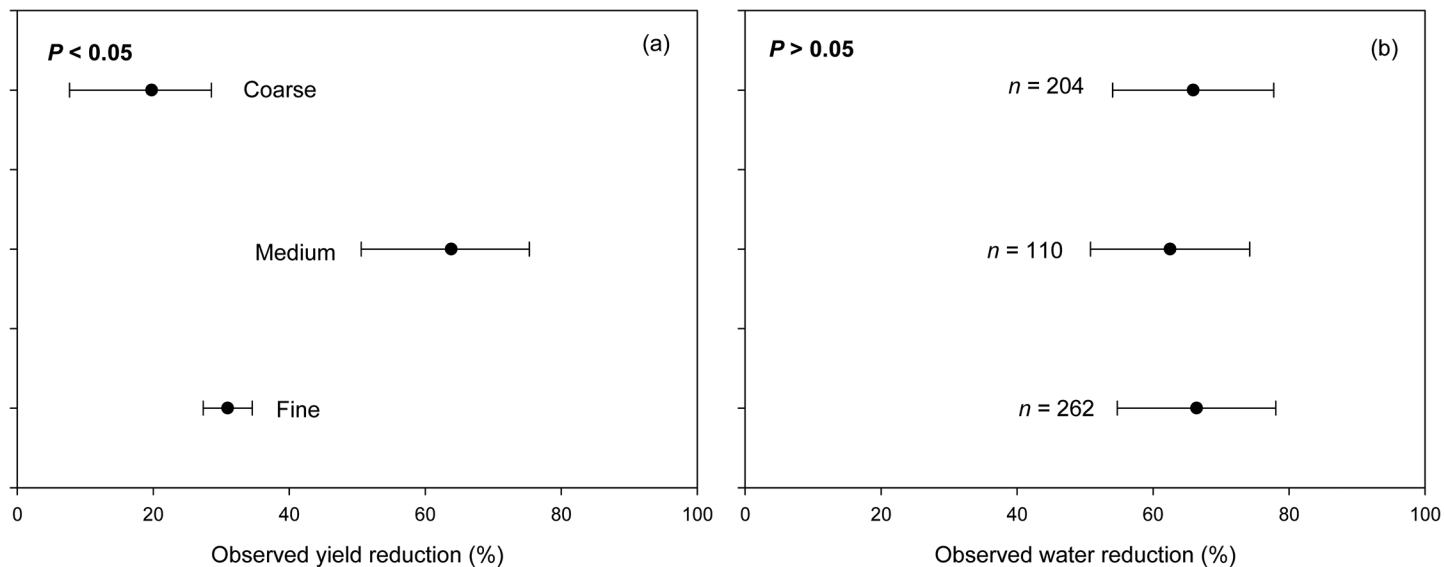 P < 0.05
(a)
Coarse
Medium
Fine
0 20 40 60 80 100
Observed yield reduction (%)
P > 0.05
(b)
n = 204
n = 110
n = 262
0 20 40 60 80 100
Observed water reduction (%)